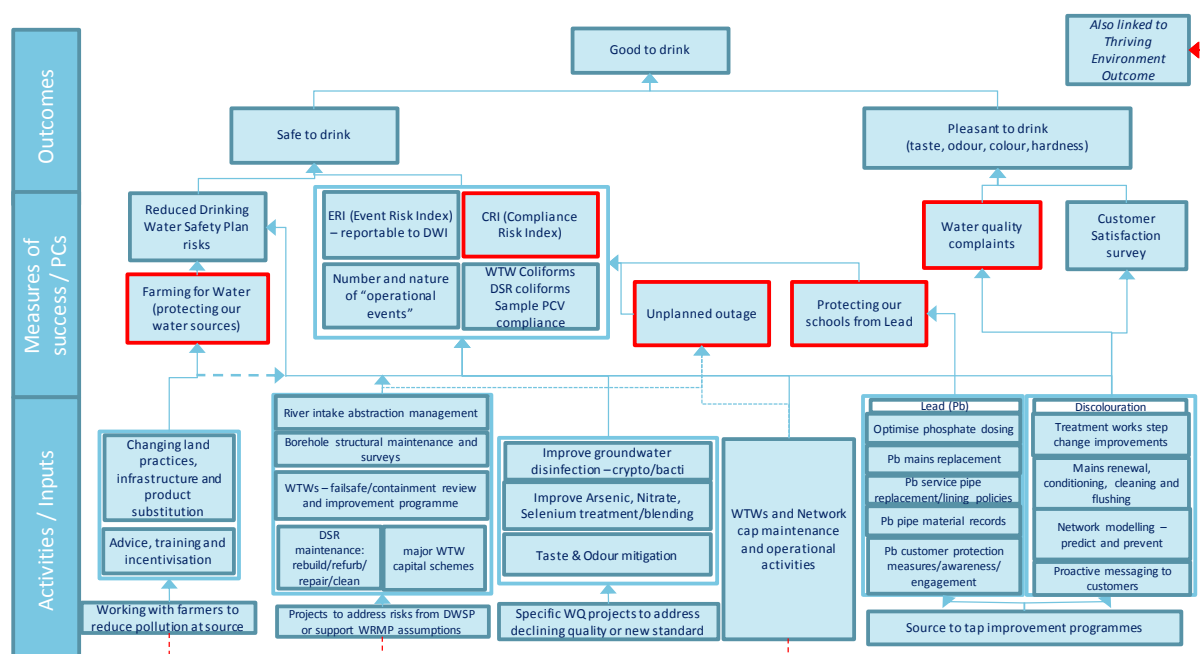 Good to drink
Also linked to
Thriving
Environment
Outcome
Outcomes
Safe to drink
Pleasant to drink
(taste, odour, colour, hardness)
Measures of
success / PCs
Reduced Drinking
Water Safety Plan
risks
ERI (Event Risk Index)
– reportable to DWI
CRI (Compliance
Risk Index)
Water quality
complaints
Customer
Satisfaction
survey
Farming for Water
(protecting our
water sources)
Number and nature
of “operational
events”
WTW Coliforms
DSR coliforms
Sample PCV
compliance
Unplanned outage
Protecting our
schools from Lead
Activities / Inputs
Changing land
practices,
infrastructure and
product
substitution
Advice, training and
incentivisation
Working with farmers to
reduce pollution at source
River intake abstraction management
Borehole structural maintenance and
surveys
WTWs – failsafe/containment review
and improvement programme
DSR
maintenance:
rebuild/refurb/
repair/clean
major WTW
capital schemes
Projects to address risks from DWSP
or support WRMP assumptions
Improve groundwater
disinfection – crypto/bacti
Improve Arsenic, Nitrate,
Selenium treatment/blending
Taste & Odour mitigation
Specific WQ projects to address
declining quality or new standard
WTWs and Network
cap maintenance
and operational
activities
Lead (Pb)
Optimise phosphate dosing
Pb mains replacement
Pb service pipe
replacement/lining policies
Pb pipe material records
Pb customer protection
measures/awareness/
engagement
Discolouration
Treatment works step
change improvements
Mains renewal,
conditioning, cleaning and
flushing
Network modelling –
predict and prevent
Proactive messaging to
customers
Source to tap improvement programmes